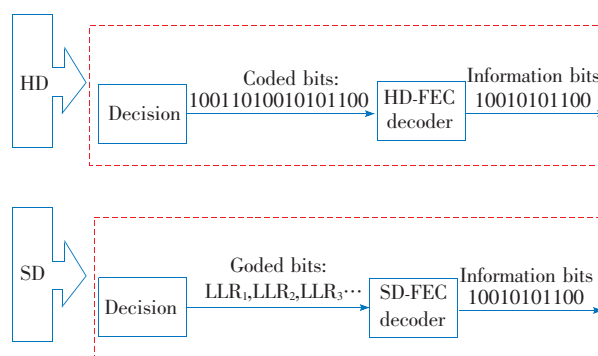 HD
Decision
Coded bits:
10011010010101100
HD-FEC
decoder
Information bits
10010101100
SD
Decision
Goded bits:
LLR₁,LLR₂,LLR₃…
SD-FEC
decoder
Information bits
10010101100